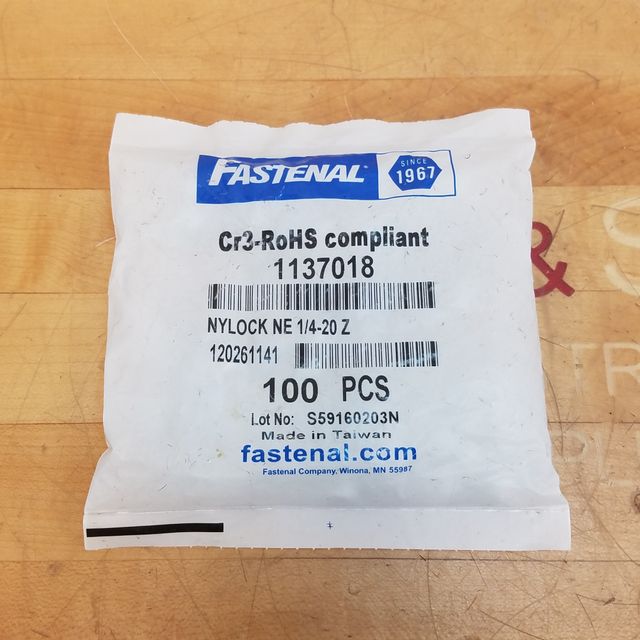 FASTENAL
SINCE
1967
Cr3-RoHS compliant
1137018
NYLOCK NE 1/4-20 Z
120261141
100 PCS
Lot No: S59160203N
Made in Taiwan
fastenal.com
Fastenal Company, Winona, MN 55987
& S
TR